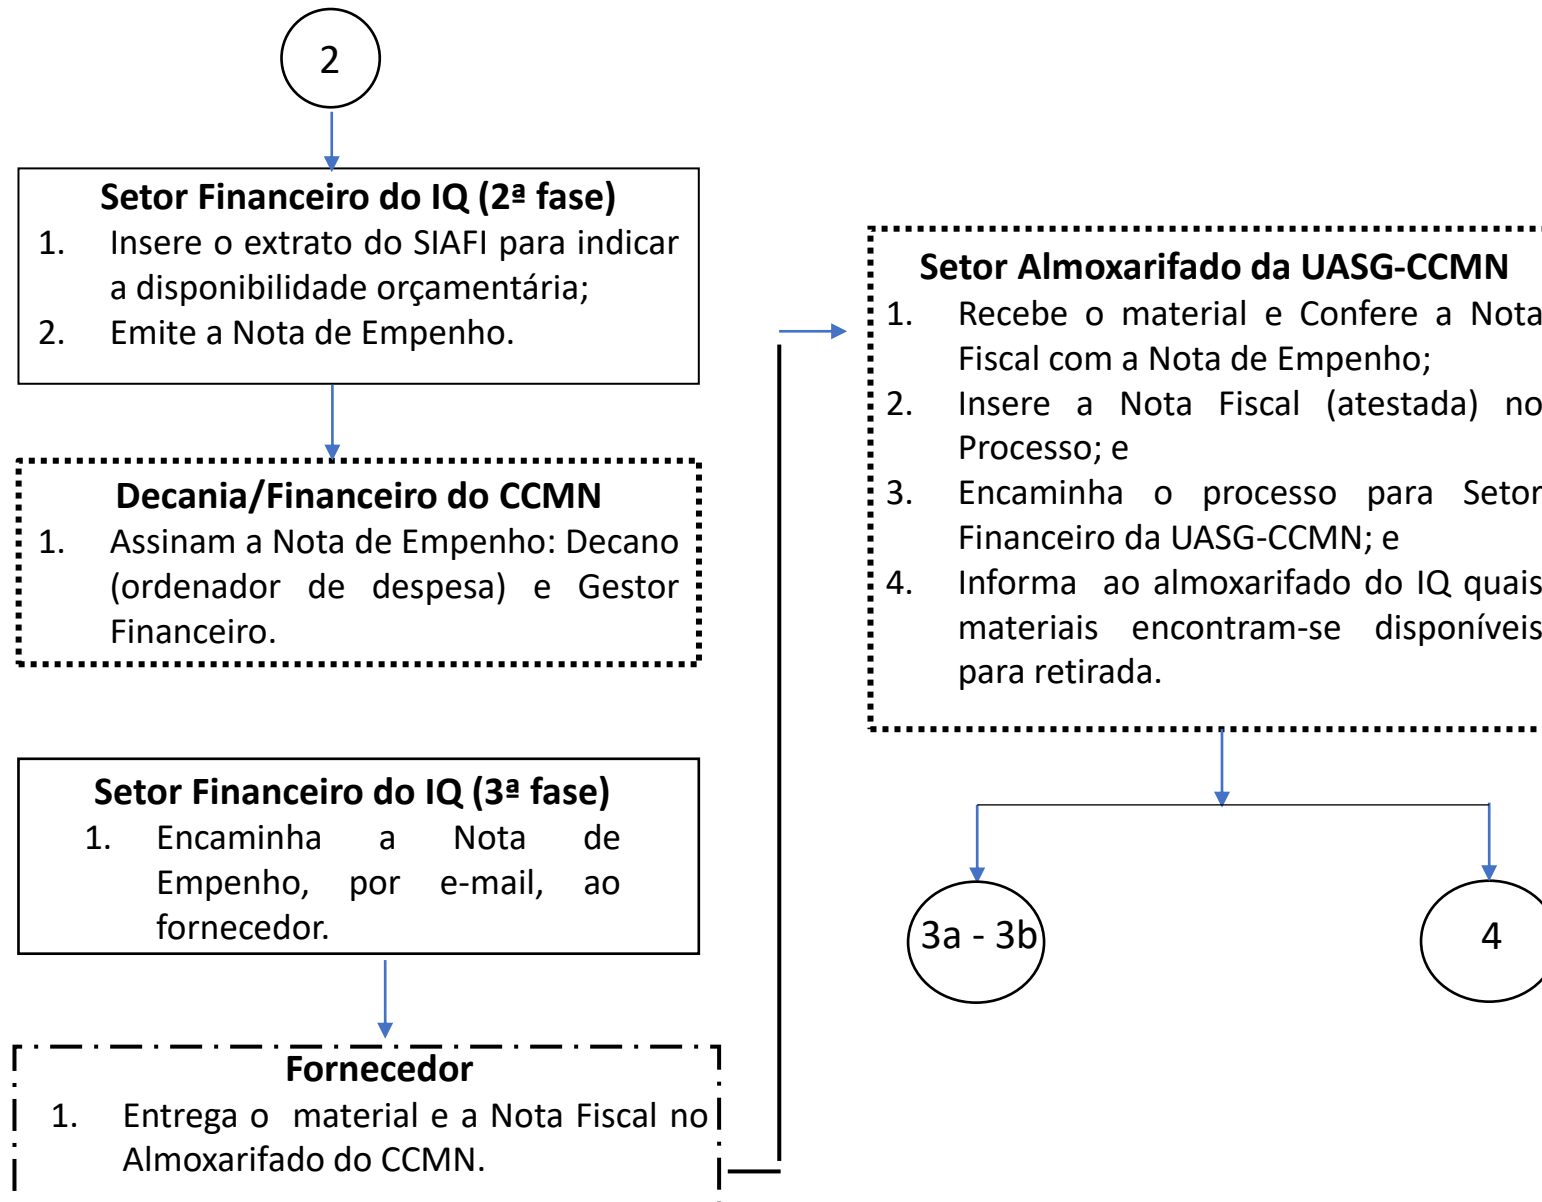 2
Setor Financeiro do IQ (2ª fase)
1. Insere o extrato do SIAFI para indicar
a disponibilidade orçamentária;
2. Emite a Nota de Empenho.
Decania/Financeiro do CCMN
1. Assinam a Nota de Empenho: Decano
(ordenador de despesa) e Gestor
Financeiro.
Setor Financeiro do IQ (3ª fase)
1. Encaminha a Nota de
Empenho, por e-mail, ao
fornecedor.
Fornecedor
1. Entrega o material e a Nota Fiscal no
Almoxarifado do CCMN.
Setor Almoxarifado da UASG-CCMN
1. Recebe o material e Confere a Nota
Fiscal com a Nota de Empenho;
2. Insere a Nota Fiscal (atestada) no
Processo; e
3. Encaminha o processo para Setor
Financeiro da UASG-CCMN; e
4. Informa ao almoxarifado do IQ quais
materiais encontram-se disponíveis
para retirada.
3a - 3b
4